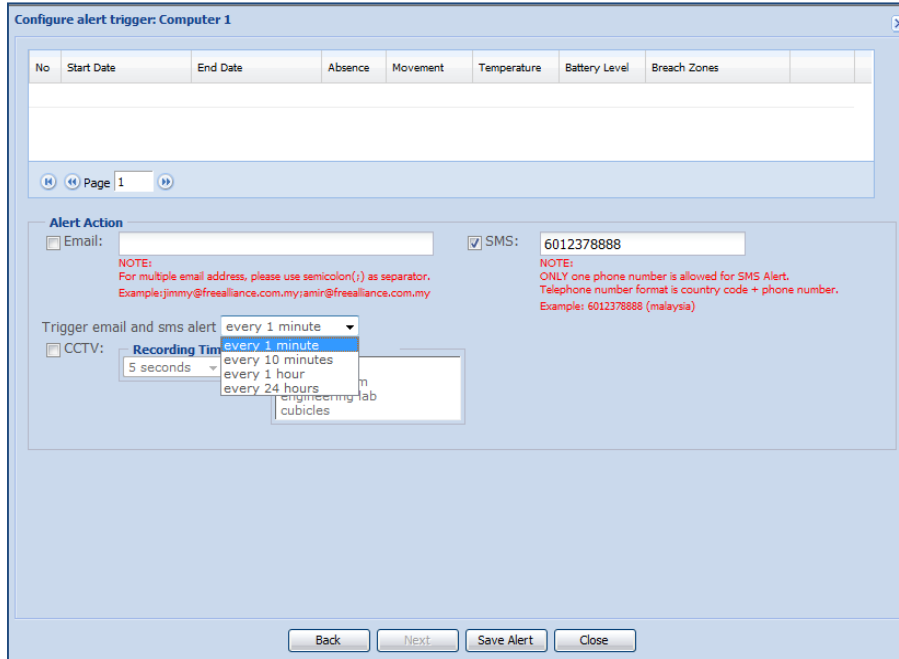 Configure alert trigger: Computer 1
No Start Date End Date Absence Movement Temperature Battery Level Breach Zones
Page 1
Alert Action
Email: SMS: 6012378888
NOTE:
For multiple email address, please use semicolon(;) as separator.
Example:jimmy@freealliance.com.my;amir@freealliance.com.my
NOTE:
ONLY one phone number is allowed for SMS Alert.
Telephone number format is country code + phone number.
Example: 6012378888 (malaysia)
Trigger email and sms alert every 1 minute
every 1 minute
every 10 minutes
every 1 hour
every 24 hours
CCTV: Recording
5 seconds
engineering lab
cubicles
Back Next Save Alert Close